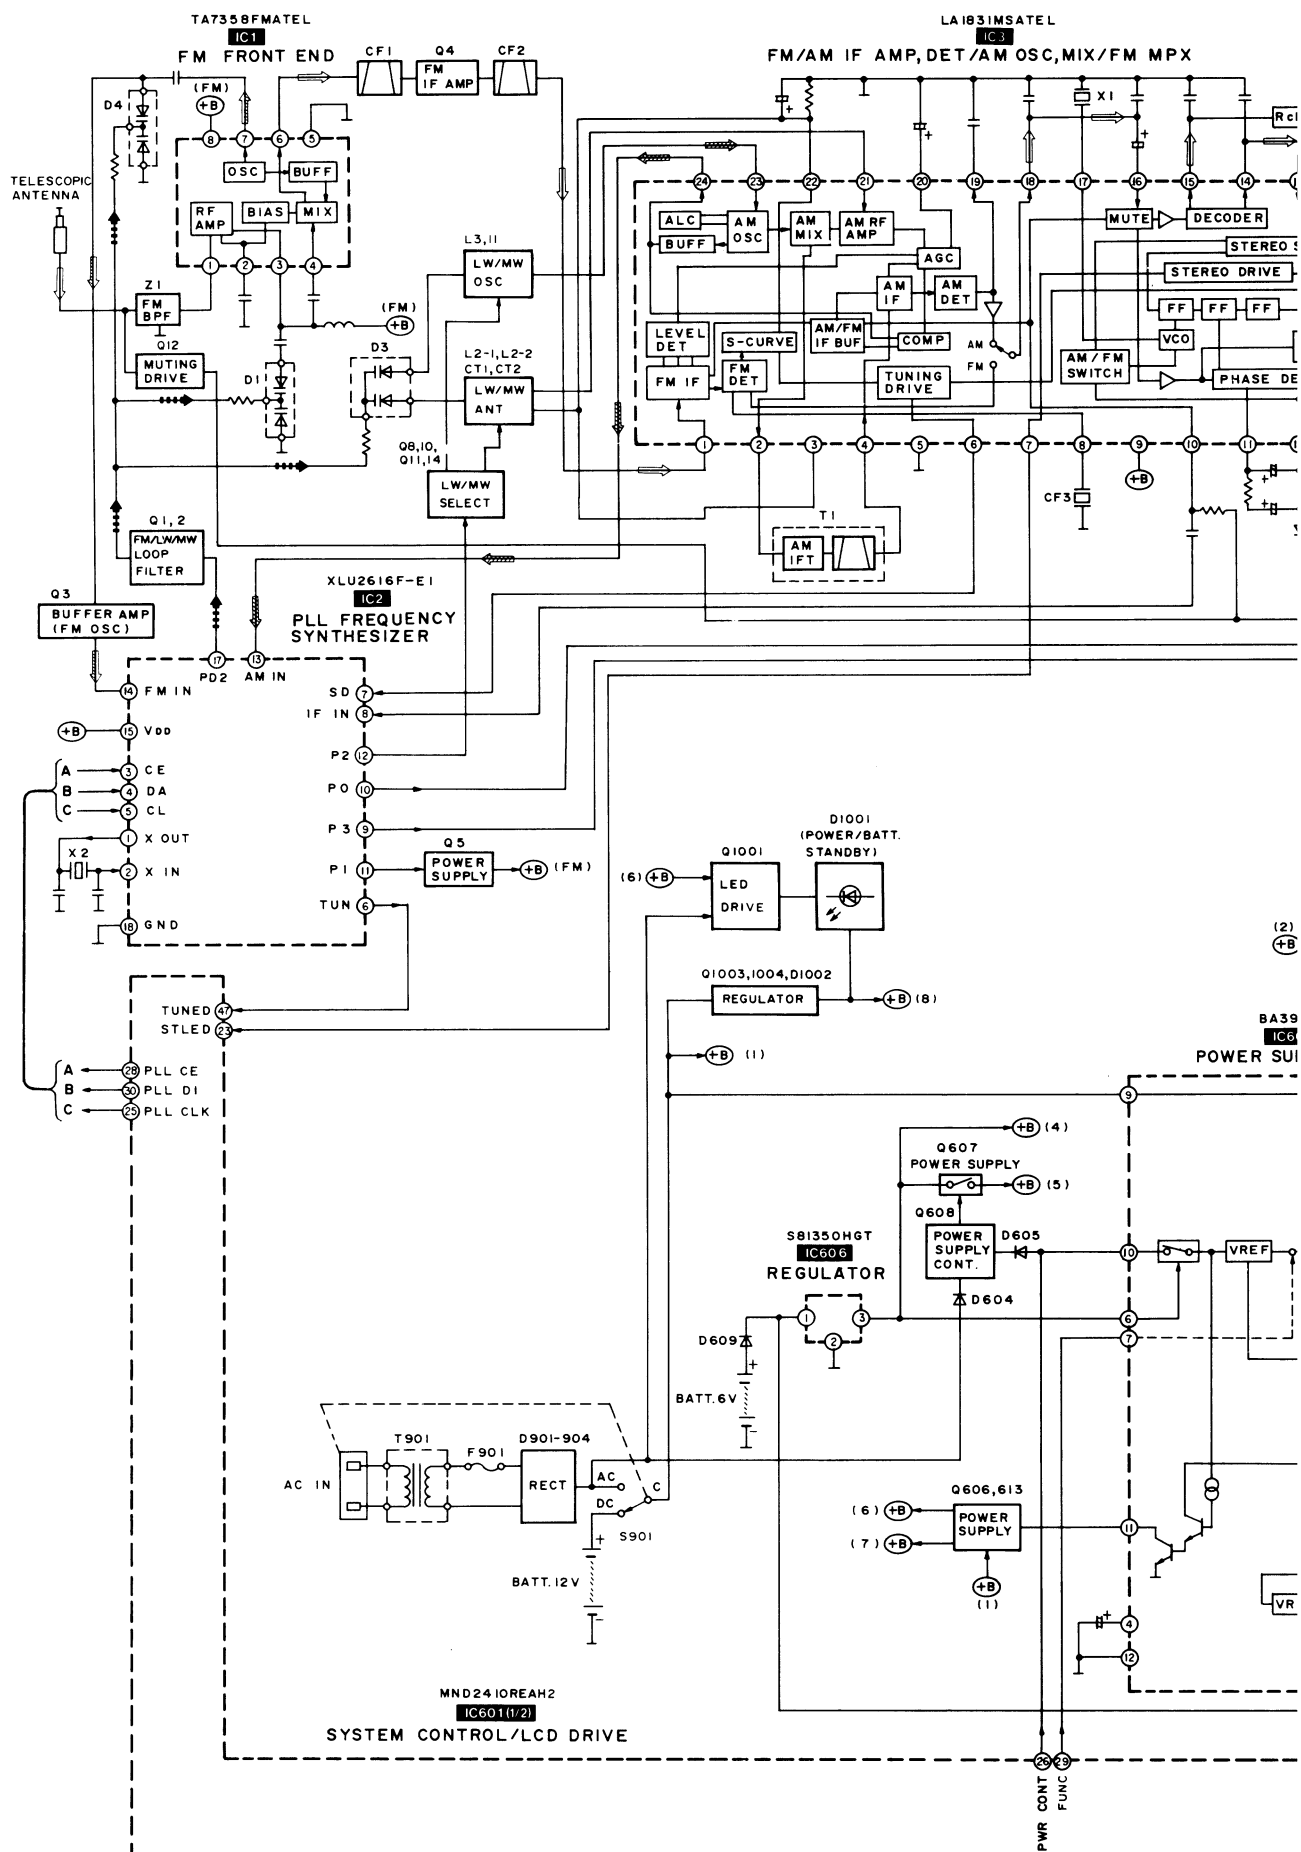 TA7358FMATEL
IC1
FM FRONT END
CF1
Q4
CF2
FM
IF AMP
LA1831MSATEL
IC3
FM/AM IF AMP, DET/AM OSC, MIX/FM MPX
D4
(FM)
+B
8
7
6
5
OSC
BUFF
RF
AMP
BIAS
MIX
1
2
3
4
TELESCOPIC
ANTENNA
Z1
FM
BPF
Q12
MUTING
DRIVE
D1
(FM)
+B
D3
L3,11
LW/MW
OSC
L2-1, L2-2
CT1, CT2
LW/MW
ANT
Q8,10,
Q11,14
LW/MW
SELECT
X1
24
23
22
21
20
19
18
17
16
15
14
ALC
BUFF
AM
OSC
AM
MIX
AM RF
AMP
AGC
AM
IF
AM
DET
LEVEL
DET
S-CURVE
AM/FM
IF BUF
COMP
FM IF
FM
DET
TUNING
DRIVE
AM
FM
MUTE
DECODER
STEREO S
STEREO DRIVE
FF
FF
FF
VCO
AM/FM
SWITCH
PHASE DE
1
2
3
4
5
6
7
8
9
10
11
+B
CF3
T1
AM
IFT
Q1, 2
FM/LW/MW
LOOP
FILTER
Q3
BUFFER AMP
(FM OSC)
XLU2616F-E1
IC2
PLL FREQUENCY
SYNTHESIZER
17
13
PD2
AM IN
14 FM IN
+B
15 VDD
A
3 CE
B
4 DA
C
5 CL
1 X OUT
X2
2 X IN
18 GND
SD 7
IF IN 8
P2 12
P0 10
P3 9
P1 11
TUN 6
Q5
POWER
SUPPLY
+B (FM)
D1001
(POWER/BATT.
STANDBY)
Q1001
LED
DRIVE
(6) +B
Q1003,1004,D1002
REGULATOR
+B (8)
+B (1)
(2)
+B
TUNED 47
STLED 23
A
28 PLL CE
B
30 PLL DI
C
25 PLL CLK
BA39
IC6
POWER SU
9
+B (4)
Q607
POWER SUPPLY
+B (5)
Q608
POWER
SUPPLY
CONT.
D605
D604
S81350HGT
IC606
REGULATOR
1
2
3
D609
+
BATT.6V
-
10
6
7
VREF
AC IN
T901
F901
D901-904
RECT
AC
DC
C
S901
+
BATT.12V
-
Q606,613
POWER
SUPPLY
(6) +B
(7) +B
+B
(1)
11
4
12
VR
MND2410REAH2
IC601(1/2)
SYSTEM CONTROL/LCD DRIVE
26
29
PWR CONT
FUNC